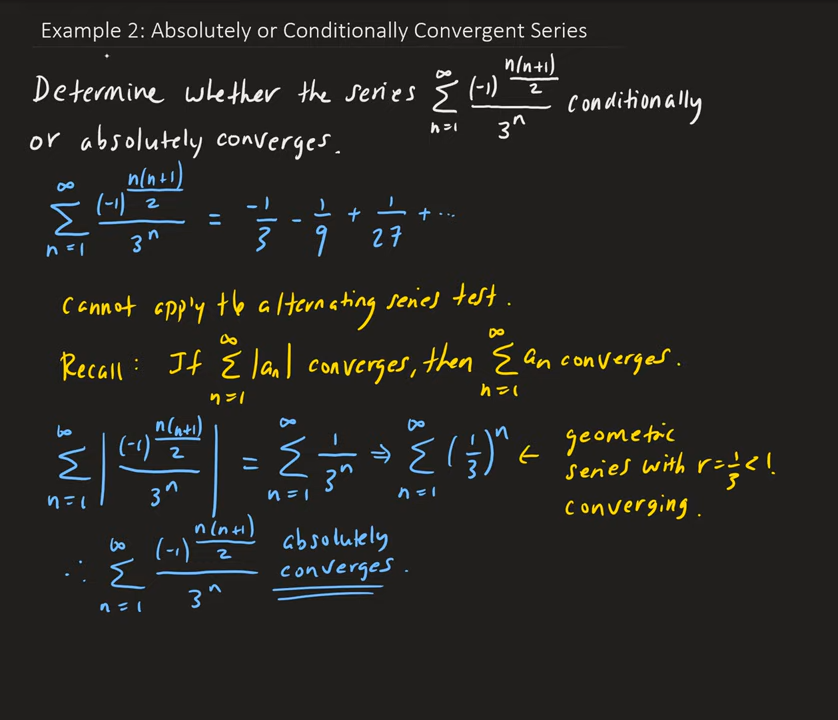 Example 2: Absolutely or Conditionally Convergent Series
Determine whether the series ∑_{n=1}^{∞} (-1)^{n(n+1)/2} / 3^n conditionally
or absolutely converges.
∑_{n=1}^{∞} (-1)^{n(n+1)/2} / 3^n = -1/3 - 1/9 + 1/27 + ...
Cannot apply the alternating series test.
Recall: If ∑_{n=1}^{∞} |an| converges, then ∑_{n=1}^{∞} an converges.
∑_{n=1}^{∞} | (-1)^{n(n+1)/2} / 3^n | = ∑_{n=1}^{∞} 1/3^n ⇒ ∑_{n=1}^{∞} (1/3)^n ← geometric
series with r = 1/3 < 1.
converging.
∴ ∑_{n=1}^{∞} (-1)^{n(n+1)/2} / 3^n absolutely
converges.